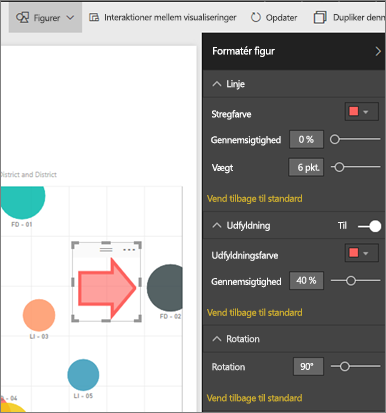 Figurer
Interaktioner mellem visualiseringer
Opdater
Dupliker denn
Formatér figur
Linje
Stregfarve
Gennemsigtighed 0 %
Vægt 6 pkt.
Vend tilbage til standard
District and District
Udfyldning Til
FD - 01
Udfyldningsfarve
Gennemsigtighed 40 %
Vend tilbage til standard
FD - 02
LI - 03
Rotation
Rotation 90°
LI - 05
- 04
Vend tilbage til standard